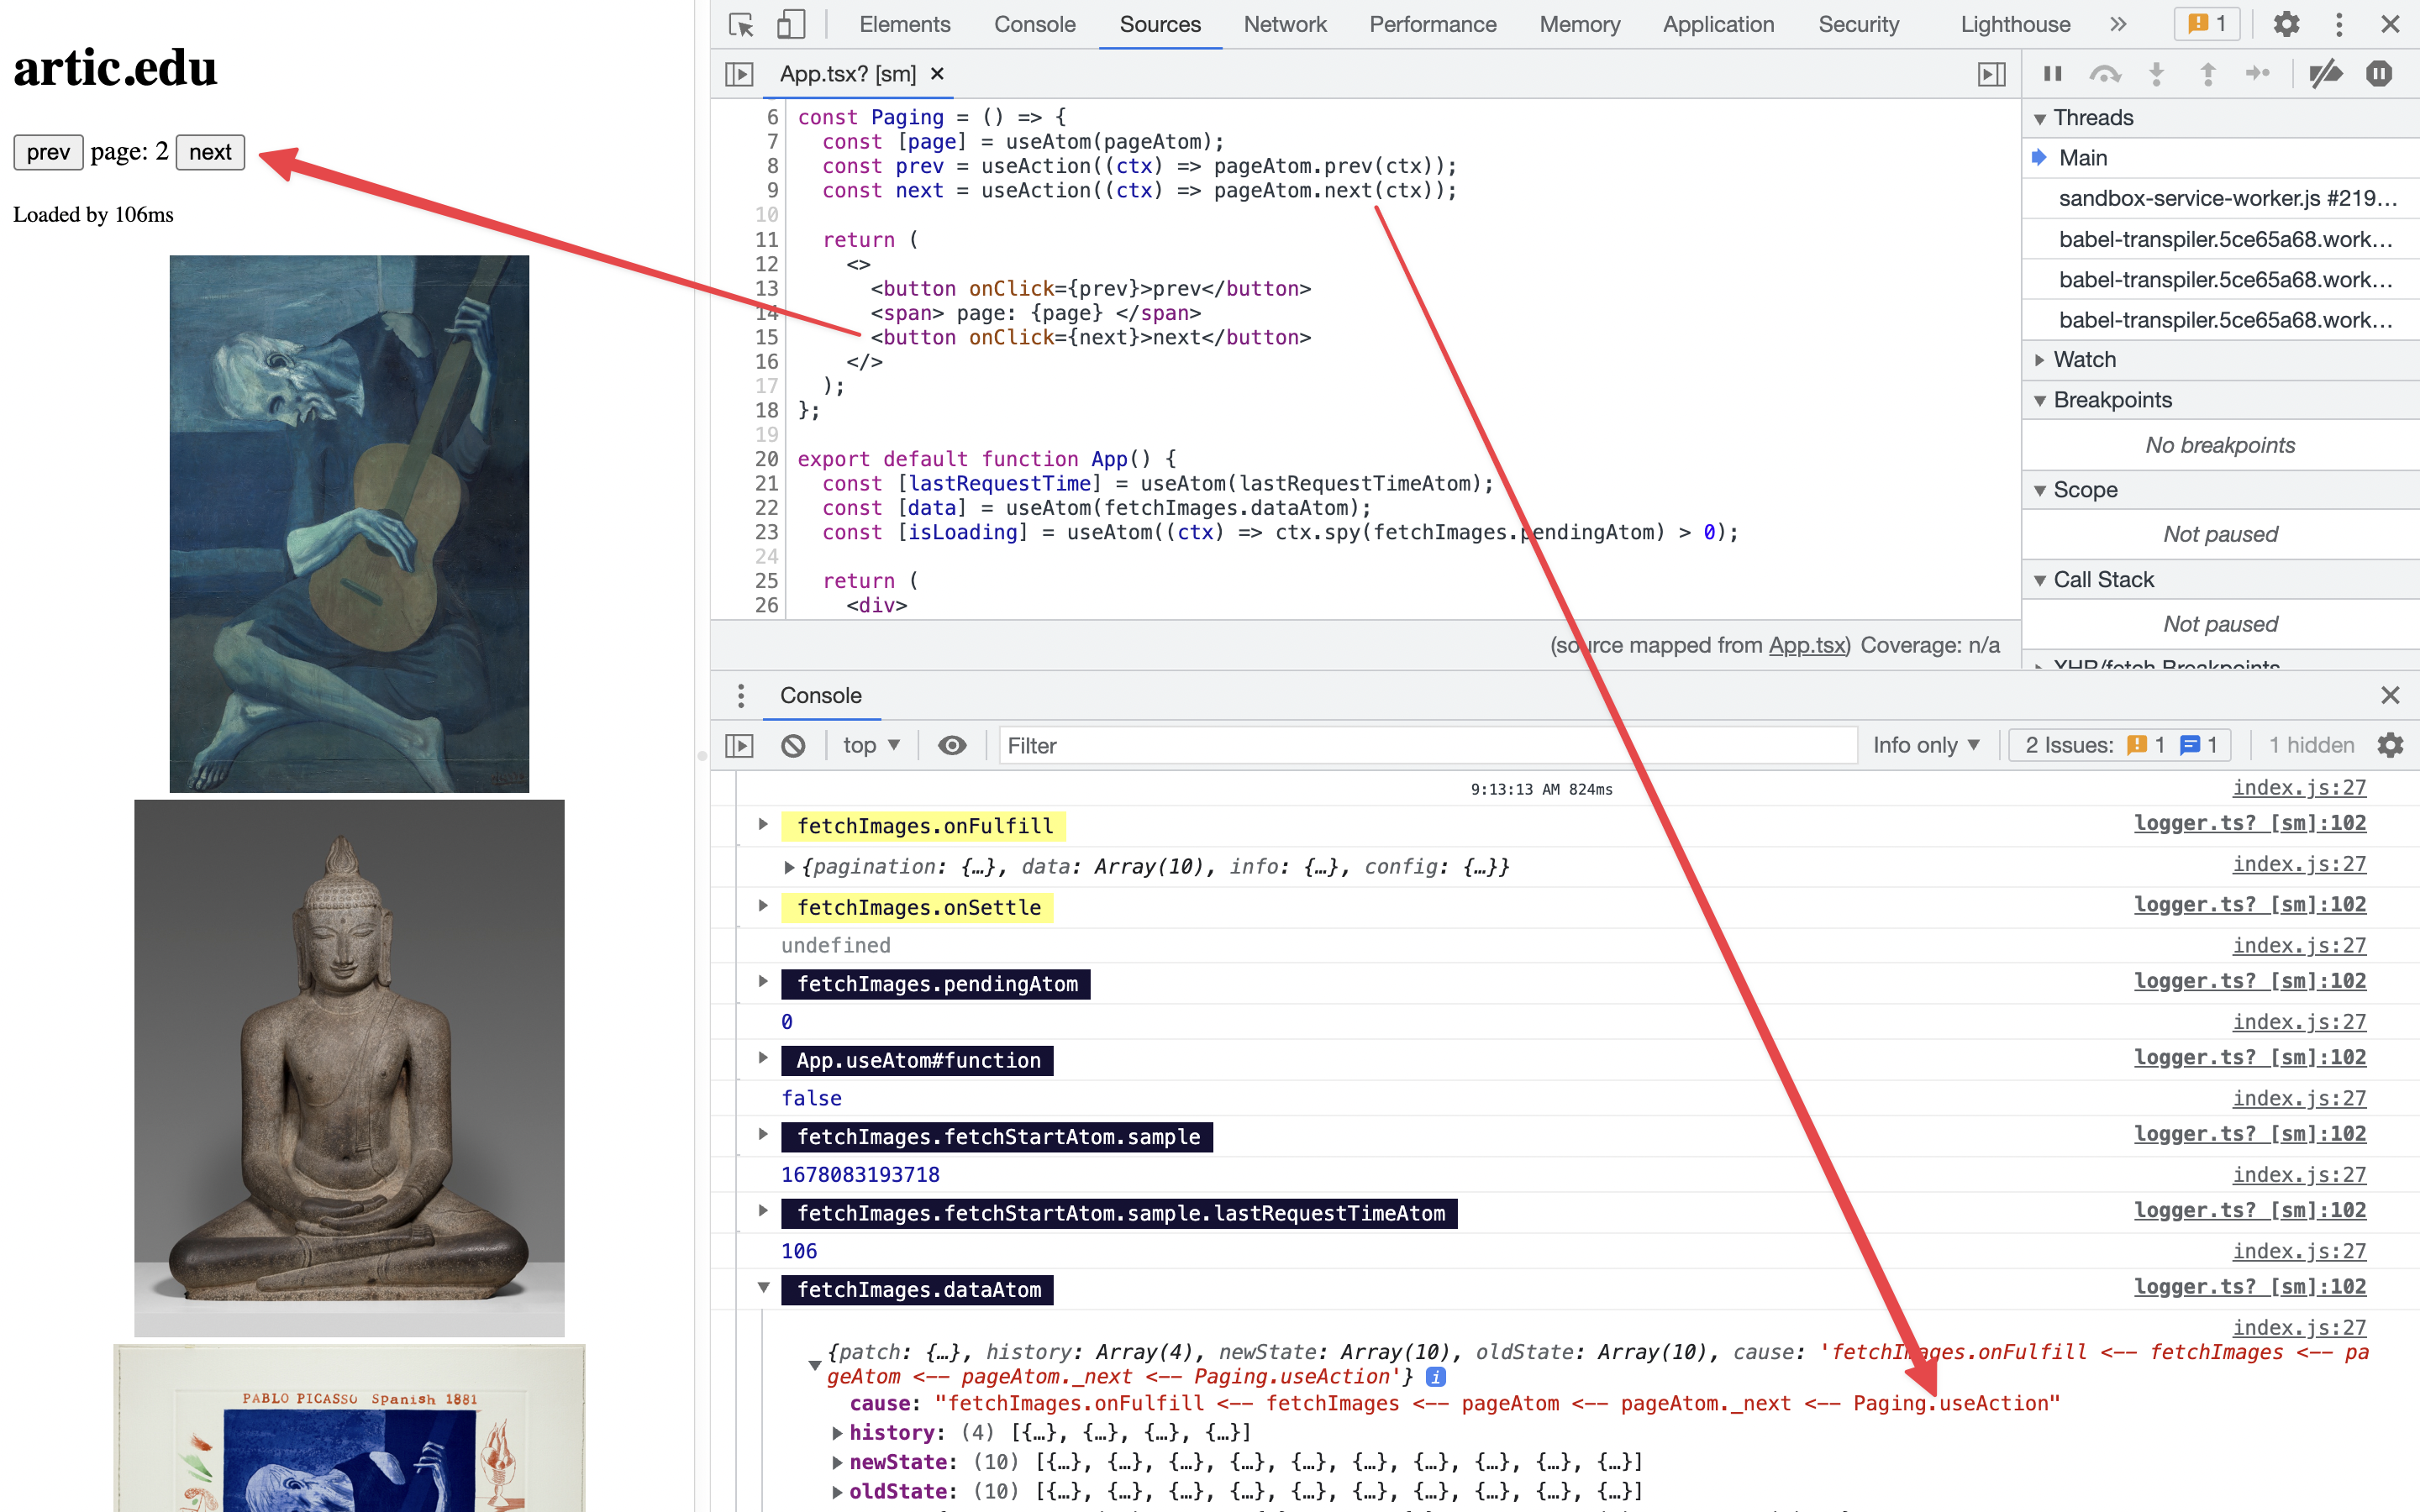 artic.edu
prev page: 2 next
Loaded by 106ms
PABLO PICASSO Spanish 1881
Elements Console Sources Network Performance Memory Application Security Lighthouse 1
App.tsx? [sm]
6 const Paging = () => {
7 const [page] = useAtom(pageAtom);
8 const prev = useAction((ctx) => pageAtom.prev(ctx));
9 const next = useAction((ctx) => pageAtom.next(ctx));
10
11 return (
12 <>
13 <button onClick={prev}>prev</button>
14 <span> page: {page} </span>
15 <button onClick={next}>next</button>
16 </>
17 );
18 };
19
20 export default function App() {
21 const [lastRequestTime] = useAtom(lastRequestTimeAtom);
22 const [data] = useAtom(fetchImages.dataAtom);
23 const [isLoading] = useAtom((ctx) => ctx.spy(fetchImages.pendingAtom) > 0);
24
25 return (
26 <div>
(source mapped from App.tsx) Coverage: n/a
Threads
Main
sandbox-service-worker.js #219…
babel-transpiler.5ce65a68.work…
babel-transpiler.5ce65a68.work…
babel-transpiler.5ce65a68.work…
Watch
Breakpoints
No breakpoints
Scope
Not paused
Call Stack
Not paused
XHR/fetch Breakpoints
Console
top Filter Info only 2 Issues: 1 1 1 hidden
9:13:13 AM 824ms index.js:27
fetchImages.onFulfill logger.ts? [sm]:102
{pagination: {…}, data: Array(10), info: {…}, config: {…}} index.js:27
fetchImages.onSettle logger.ts? [sm]:102
undefined index.js:27
fetchImages.pendingAtom logger.ts? [sm]:102
0 index.js:27
App.useAtom#function logger.ts? [sm]:102
false index.js:27
fetchImages.fetchStartAtom.sample logger.ts? [sm]:102
1678083193718 index.js:27
fetchImages.fetchStartAtom.sample.lastRequestTimeAtom logger.ts? [sm]:102
106 index.js:27
fetchImages.dataAtom logger.ts? [sm]:102
index.js:27
{patch: {…}, history: Array(4), newState: Array(10), oldState: Array(10), cause: 'fetchImages.onFulfill <-- fetchImages <-- pa
geAtom <-- pageAtom._next <-- Paging.useAction'}
cause: "fetchImages.onFulfill <-- fetchImages <-- pageAtom <-- pageAtom._next <-- Paging.useAction"
history: (4) [{…}, {…}, {…}, {…}]
newState: (10) [{…}, {…}, {…}, {…}, {…}, {…}, {…}, {…}, {…}, {…}]
oldState: (10) [{…}, {…}, {…}, {…}, {…}, {…}, {…}, {…}, {…}, {…}]